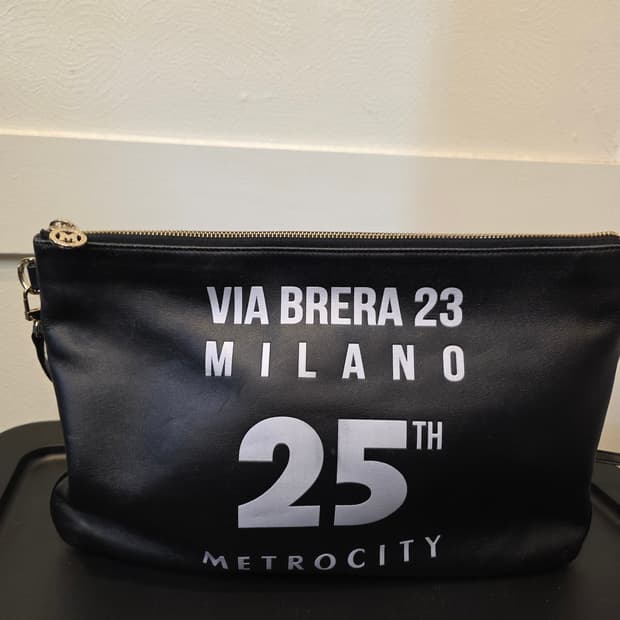 M
VIA BRERA 23
MILANO
25TH
METROCITY